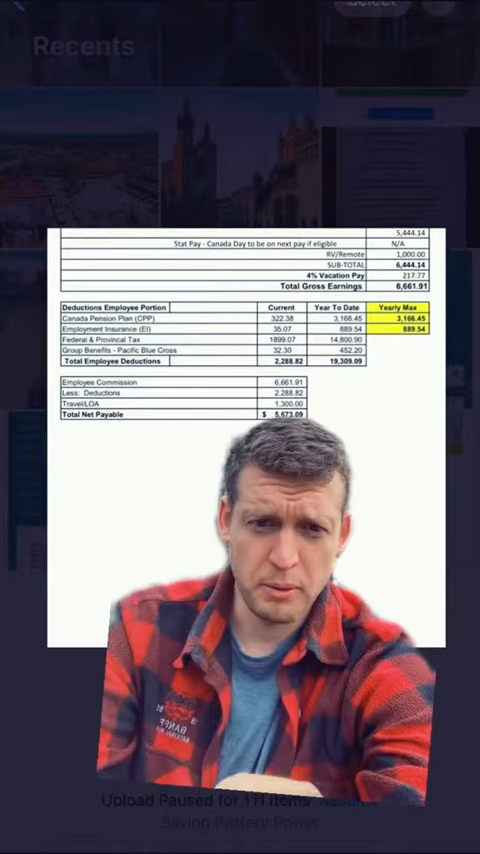 Select
Recents
5,444.14
Stat Pay - Canada Day to be on next pay if eligible N/A
RV/Remote 1,000.00
SUB-TOTAL 6,444.14
4% Vacation Pay 217.77
Total Gross Earnings 6,661.91
Deductions Employee Portion Current Year To Date Yearly Max
Canada Pension Plan (CPP) 322.38 3,166.45 3,166.45
Employment Insurance (EI) 35.07 889.54 889.54
Federal & Provincial Tax 1899.07 14,800.90
Group Benefits - Pacific Blue Cross 32.30 452.20
Total Employee Deductions 2,288.82 19,309.09
Employee Commission 6,661.91
Less: Deductions 2,288.82
Travel/LOA 1,300.00
Total Net Payable $ 5,673.09
BANFF
Upload Paused for 111 items
Saving Battery Power